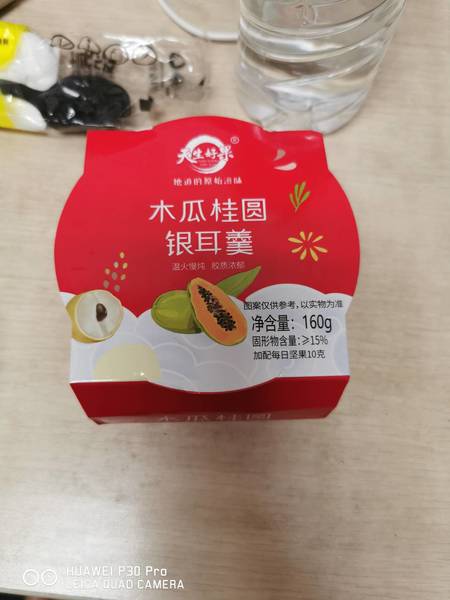 天生好果®
地道的原始滋味
木瓜桂圆
银耳羹
温火慢炖 胶质浓郁
图案仅供参考，以实物为准
净含量：160g
固形物含量：≥15%
加配每日坚果10克
木瓜桂圆
HUAWEI P30 Pro
LEICA QUAD CAMERA